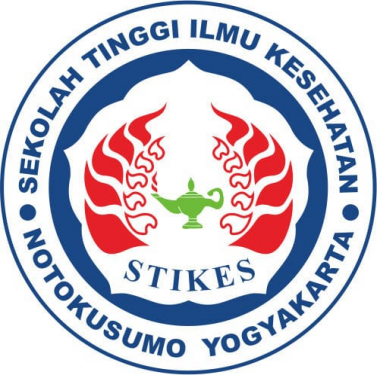 SEKOLAH TINGGI ILMU KESEHATAN
STIKES
NOTOKUSUMO YOGYAKARTA